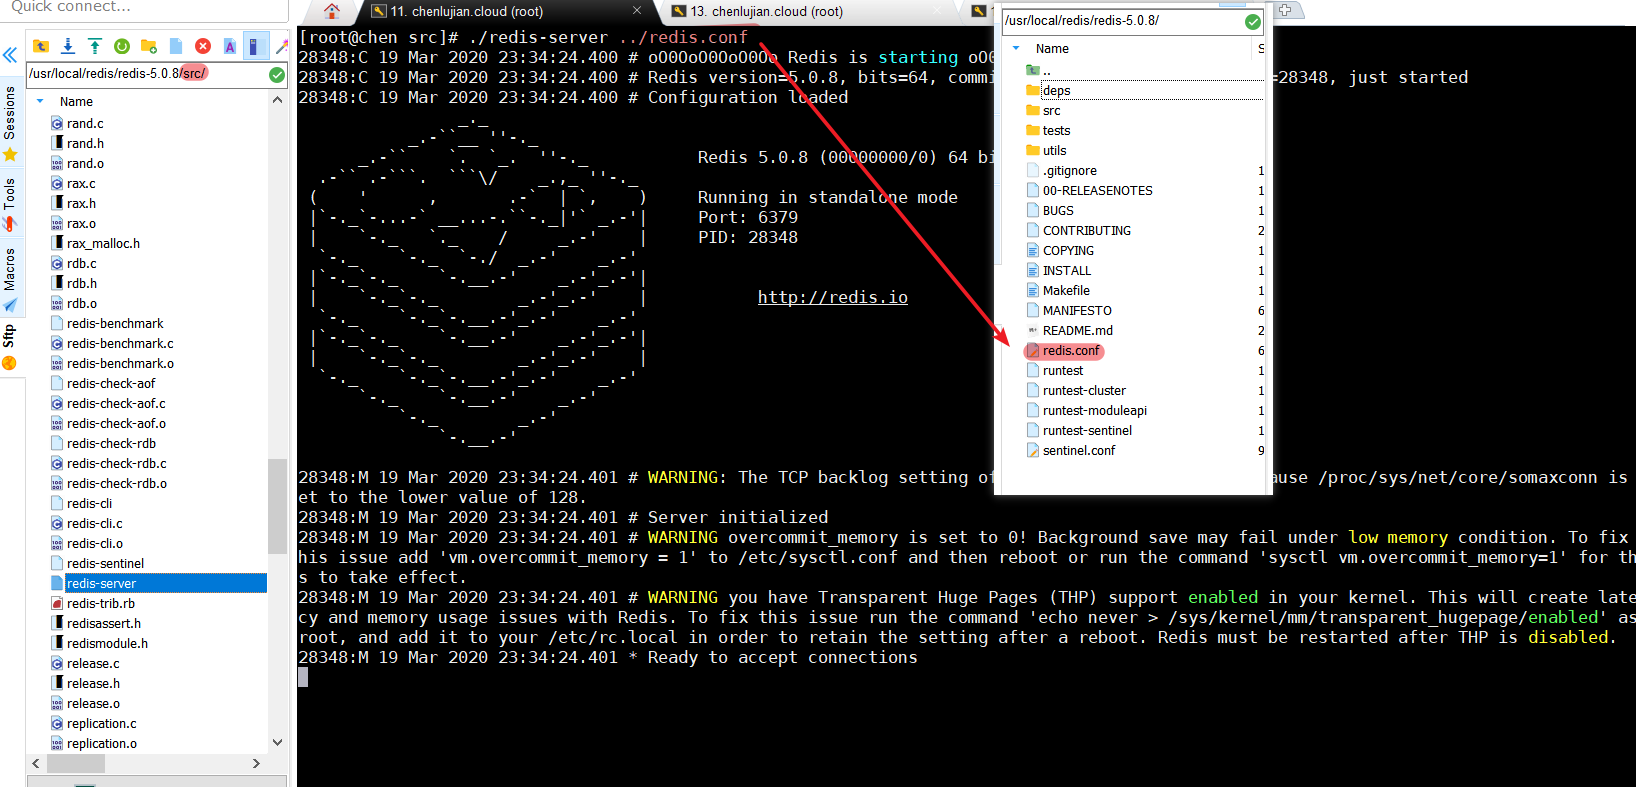 Quick connect...
11. chenlujian.cloud (root)
13. chenlujian.cloud (root)
/usr/local/redis/redis-5.0.8/src/
Name
rand.c
rand.h
rand.o
rax.c
rax.h
rax.o
rax_malloc.h
rdb.c
rdb.h
rdb.o
redis-benchmark
redis-benchmark.c
redis-benchmark.o
redis-check-aof
redis-check-aof.c
redis-check-aof.o
redis-check-rdb
redis-check-rdb.c
redis-check-rdb.o
redis-cli
redis-cli.c
redis-cli.o
redis-sentinel
redis-server
redis-trib.rb
redisassert.h
redismodule.h
release.c
release.h
release.o
replication.c
replication.o
Sessions
Tools
Macros
Sftp
[root@chen src]# ./redis-server ../redis.conf
28348:C 19 Mar 2020 23:34:24.400 # oO0OoO0OoO0Oo Redis is starting oO0
28348:C 19 Mar 2020 23:34:24.400 # Redis version=5.0.8, bits=64, commi =28348, just started
28348:C 19 Mar 2020 23:34:24.400 # Configuration loaded
Redis 5.0.8 (00000000/0) 64 bi
Running in standalone mode
Port: 6379
PID: 28348
http://redis.io
28348:M 19 Mar 2020 23:34:24.401 # WARNING: The TCP backlog setting of ause /proc/sys/net/core/somaxconn is
et to the lower value of 128.
28348:M 19 Mar 2020 23:34:24.401 # Server initialized
28348:M 19 Mar 2020 23:34:24.401 # WARNING overcommit_memory is set to 0! Background save may fail under low memory condition. To fix
his issue add 'vm.overcommit_memory = 1' to /etc/sysctl.conf and then reboot or run the command 'sysctl vm.overcommit_memory=1' for th
s to take effect.
28348:M 19 Mar 2020 23:34:24.401 # WARNING you have Transparent Huge Pages (THP) support enabled in your kernel. This will create late
cy and memory usage issues with Redis. To fix this issue run the command 'echo never > /sys/kernel/mm/transparent_hugepage/enabled' as
root, and add it to your /etc/rc.local in order to retain the setting after a reboot. Redis must be restarted after THP is disabled.
28348:M 19 Mar 2020 23:34:24.401 * Ready to accept connections
/usr/local/redis/redis-5.0.8/
Name S
..
deps
src
tests
utils
.gitignore 1
00-RELEASENOTES 1
BUGS 1
CONTRIBUTING 2
COPYING 1
INSTALL 1
Makefile 1
MANIFESTO 6
README.md 2
redis.conf 6
runtest 1
runtest-cluster 1
runtest-moduleapi 1
runtest-sentinel 1
sentinel.conf 9